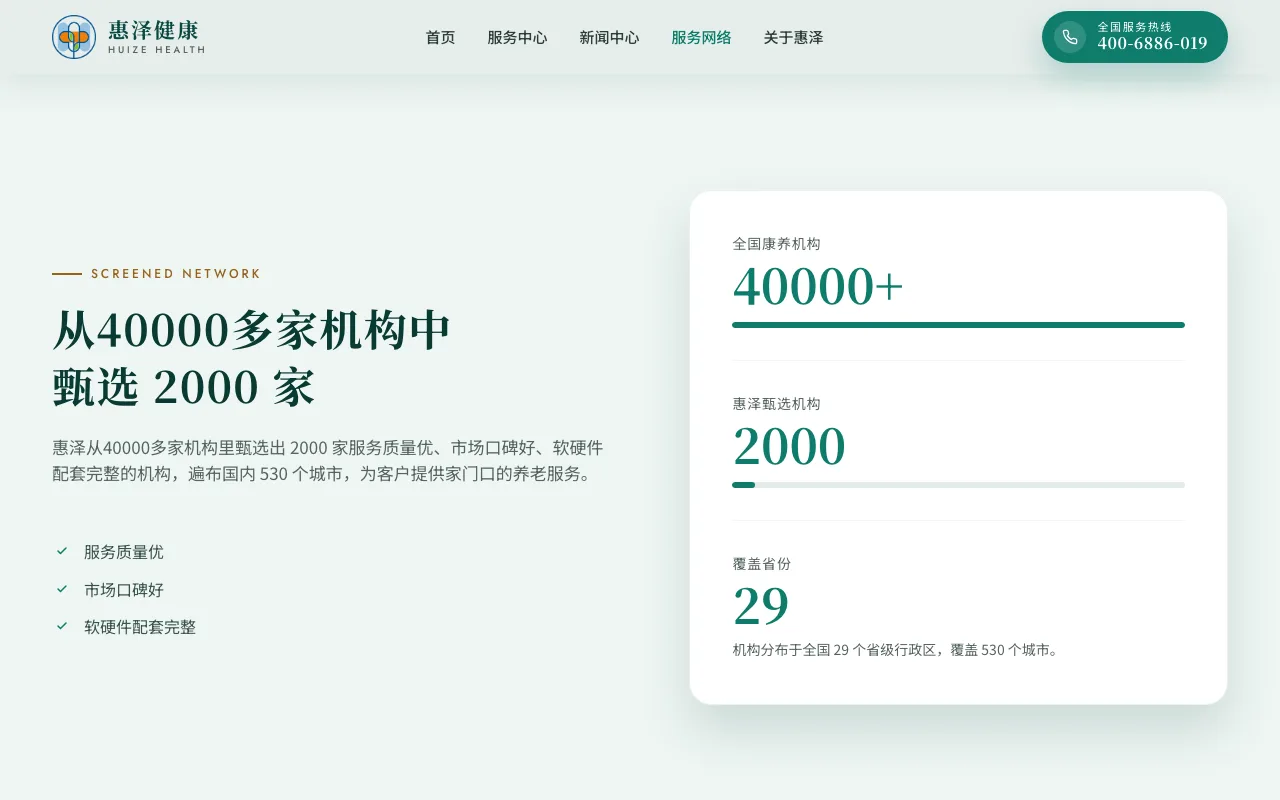 惠泽健康
HUIZE HEALTH
首页
服务中心
新闻中心
服务网络
关于惠泽
全国服务热线
400-6886-019
SCREENED NETWORK
从40000多家机构中
甄选 2000 家
惠泽从40000多家机构里甄选出 2000 家服务质量优、市场口碑好、软硬件
配套完整的机构，遍布国内 530 个城市，为客户提供家门口的养老服务。
服务质量优
市场口碑好
软硬件配套完整
全国康养机构
40000+
惠泽甄选机构
2000
覆盖省份
29
机构分布于全国 29 个省级行政区，覆盖 530 个城市。